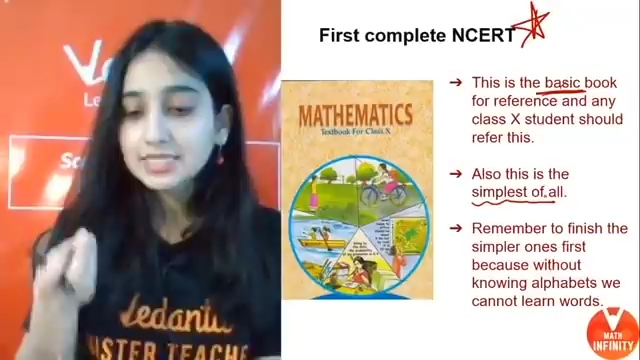 First complete NCERT
MATHEMATICS
Textbook For Class X
➔ This is the basic book
for reference and any
class X student should
refer this.
➔ Also this is the
simplest of all.
➔ Remember to finish the
simpler ones first
because without
knowing alphabets we
cannot learn words.
Vedantu
MASTER TEACHER
MATH
INFINITY